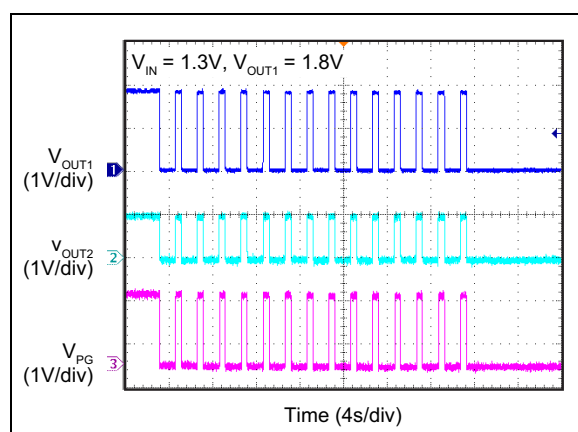 V_IN = 1.3V, V_OUT1 = 1.8V
V_OUT1
(1V/div)
1
v_OUT2
(1V/div)
2
V_PG
(1V/div)
3
Time (4s/div)